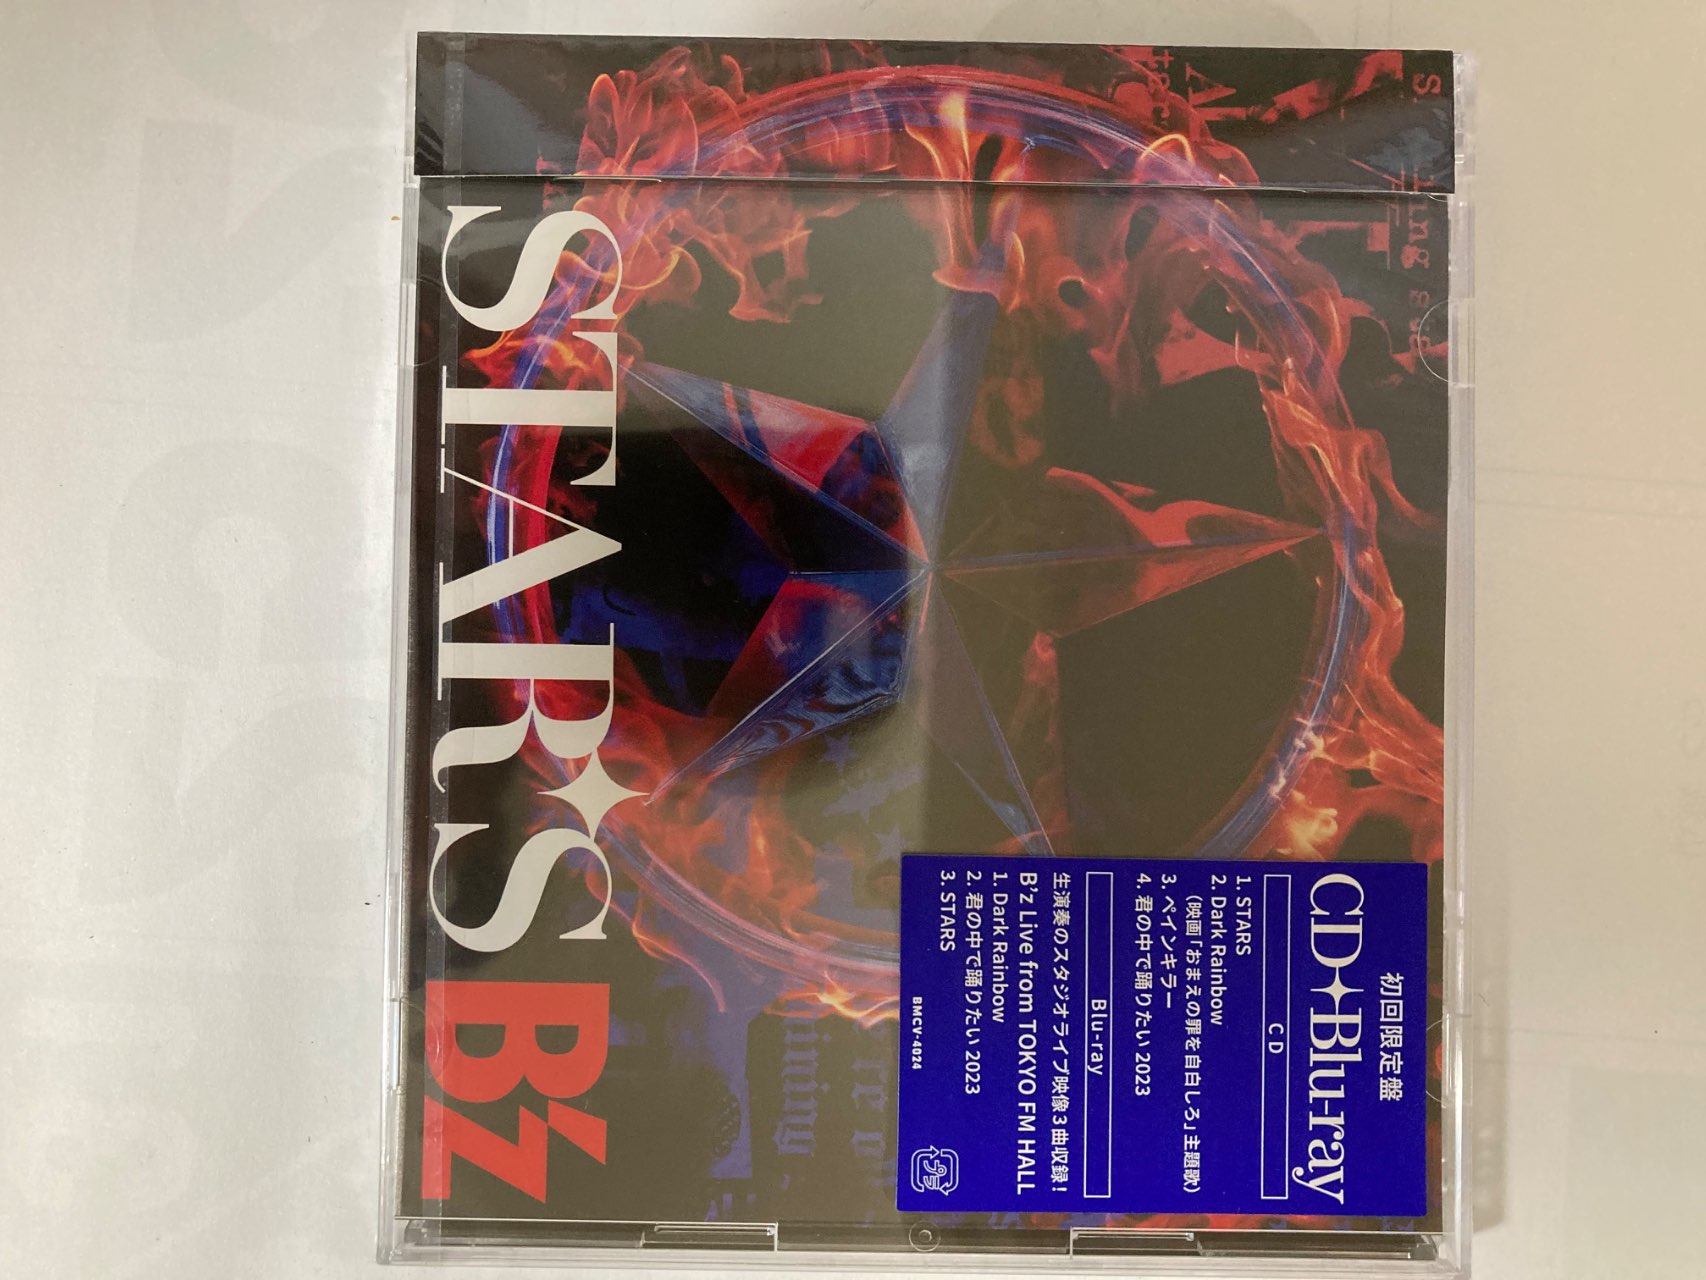 STARS
B'z
初回限定盤
CD Blu-ray
CD
1. STARS
2. Dark Rainbow
(映画「おまえの罪を自白しろ」主題歌)
3. ペインキラー
4. 君の中で踊りたい 2023
Blu-ray
生演奏のスタジオライブ映像3曲収録!
B'z Live from TOKYO FM HALL
1. Dark Rainbow
2. 君の中で踊りたい 2023
3. STARS
BMCV-4024
プラ